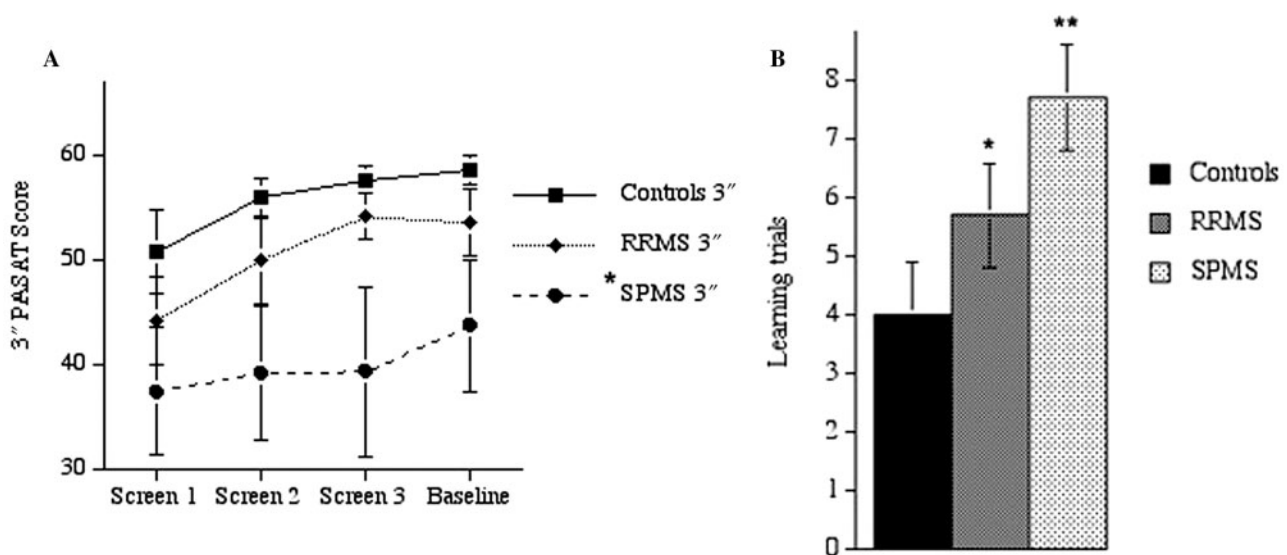 A
3″ PASAT Score
60
50
40
30
Screen 1 Screen 2 Screen 3 Baseline
Controls 3″
RRMS 3″
* SPMS 3″
B
Learning trials
8
7
6
5
4
3
2
1
0
*
**
Controls
RRMS
SPMS